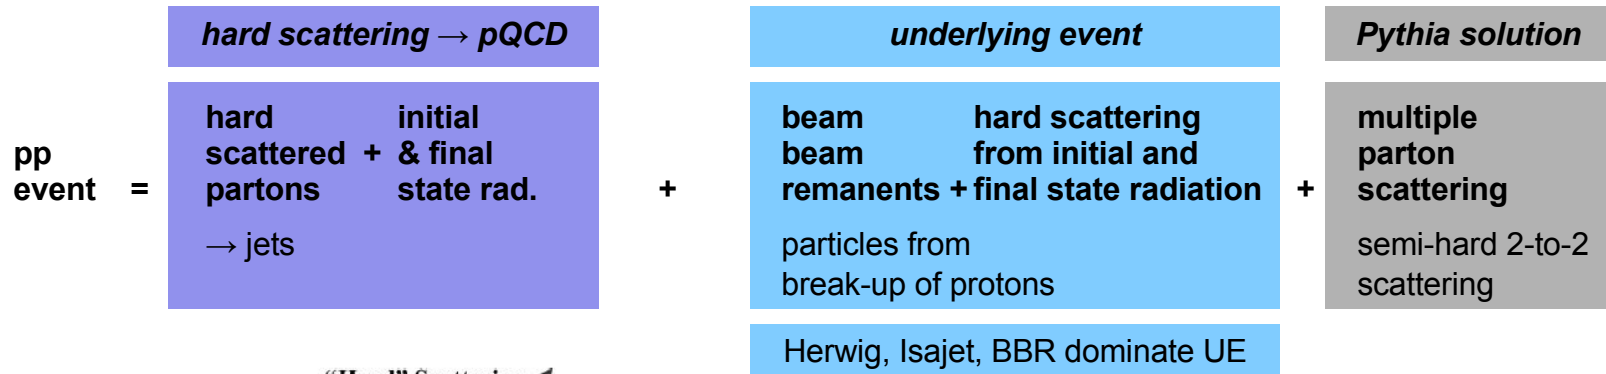 hard scattering → pQCD
underlying event
Pythia solution
pp
event =
hard
scattered
partons
+
initial
& final
state rad.
→ jets
+
beam
beam
remanents
+
hard scattering
from initial and
final state radiation
particles from
break-up of protons
+
multiple
parton
scattering
semi-hard 2-to-2
scattering
Herwig, Isajet, BBR dominate UE